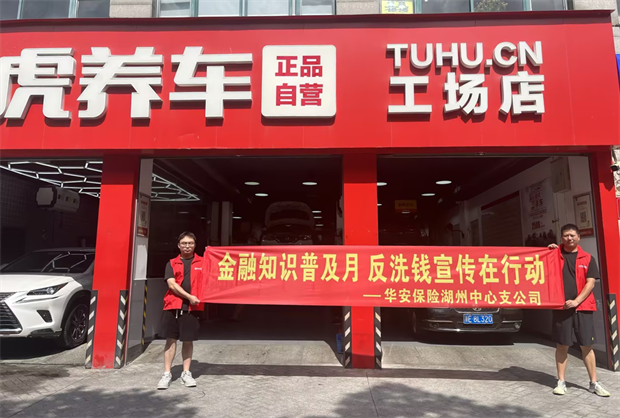 虎养车
正品
自营
TUHU.CN
工场店
金融知识普及月 反洗钱宣传在行动
——华安保险湖州中心支公司